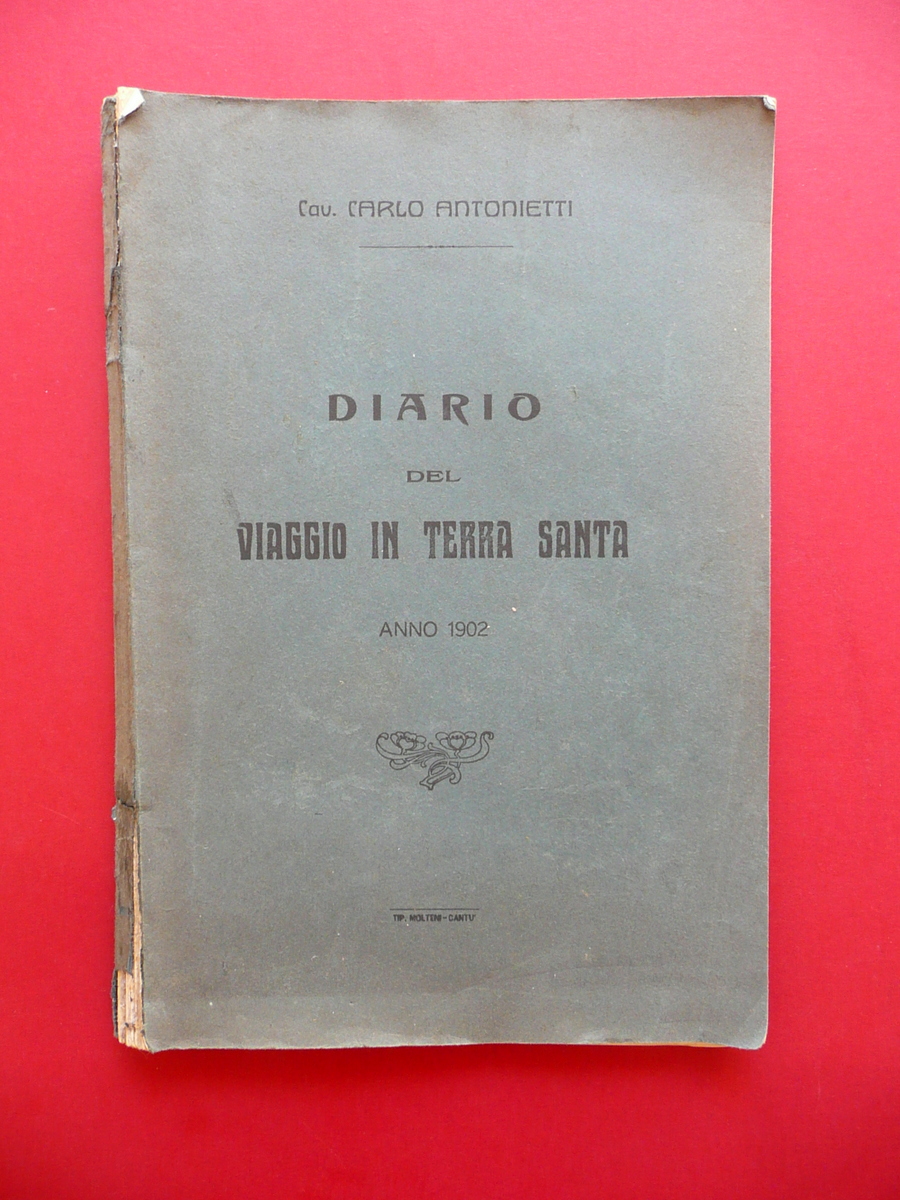 Cav. CARLO ANTONIETTI
DIARIO
DEL
VIAGGIO IN TERRA SANTA
ANNO 1902
TIP. MOLTENI - CANTU'